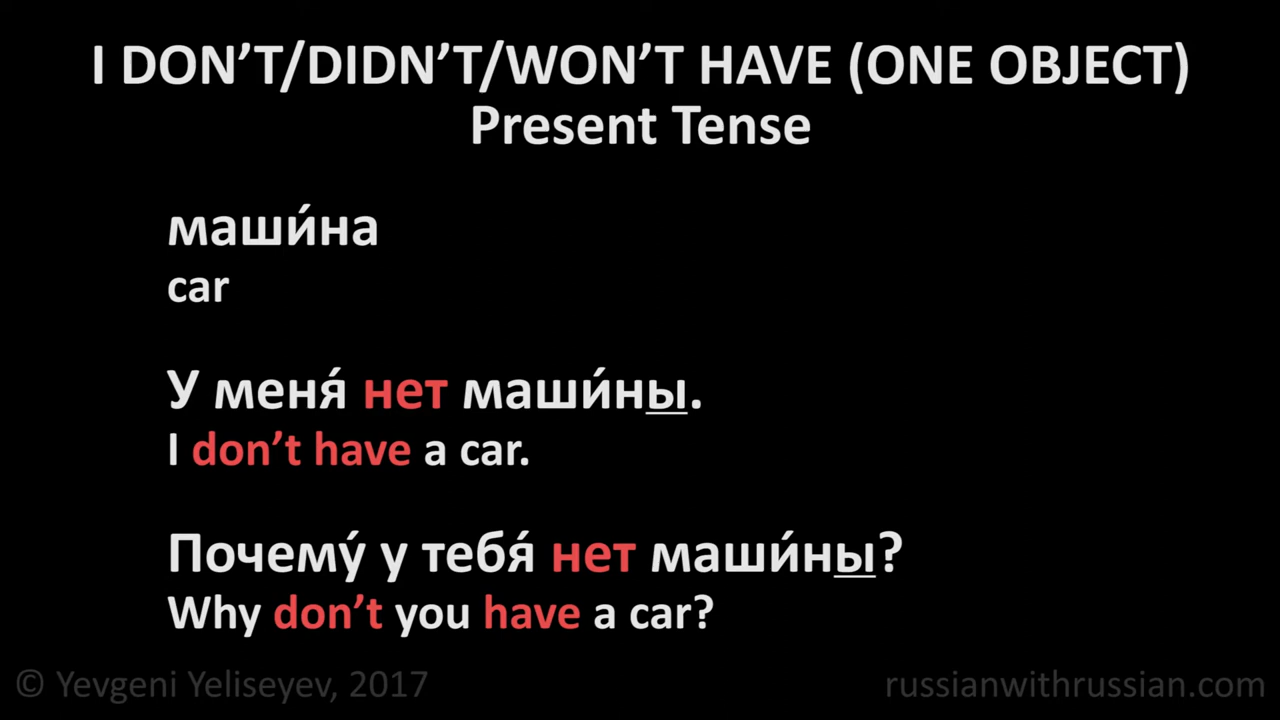 I DON’T/DIDN’T/WON’T HAVE (ONE OBJECT)
Present Tense
маши́на
car
У меня́ нет маши́ны.
I don’t have a car.
Почему́ у тебя́ нет маши́ны?
Why don’t you have a car?
© Yevgeni Yeliseyev, 2017
russianwithrussian.com